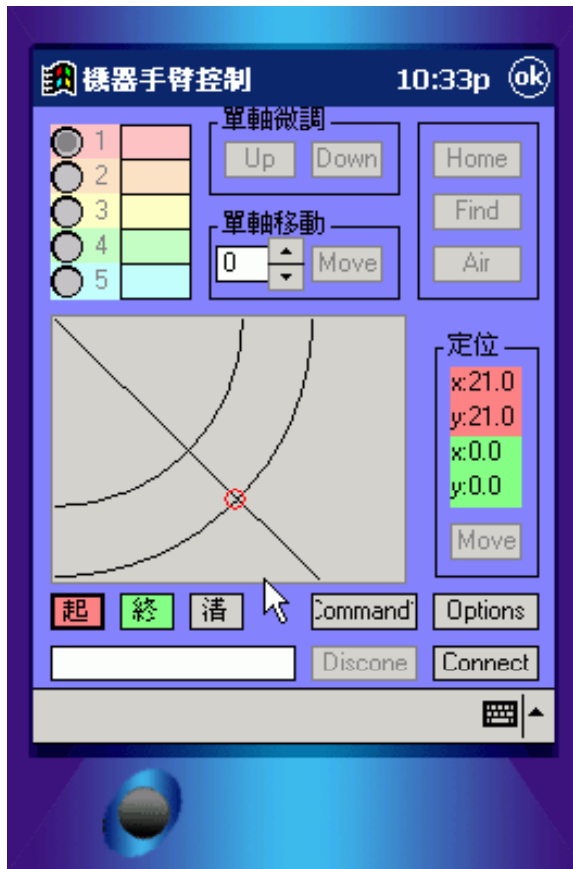 機器手臂控制 10:33p ok
1
2
3
4
5
單軸微調
Up Down
單軸移動
0 Move
Home
Find
Air
定位
x:21.0
y:21.0
x:0.0
y:0.0
Move
起 終 清 Command Options
Discone Connect